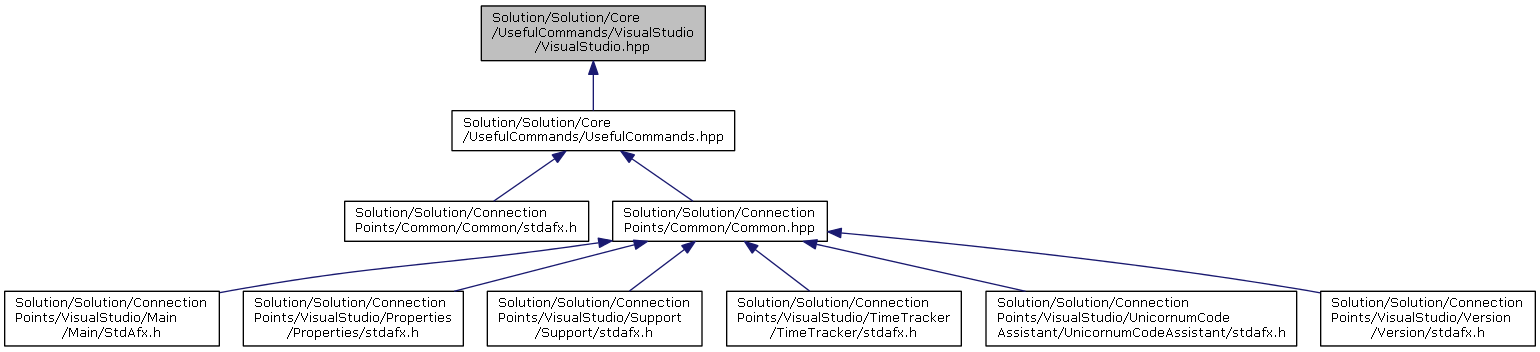 Solution/Solution/Core
/UsefulCommands/VisualStudio
/VisualStudio.hpp
Solution/Solution/Core
/UsefulCommands/UsefulCommands.hpp
Solution/Solution/Connection
Points/Common/Common/stdafx.h
Solution/Solution/Connection
Points/Common/Common.hpp
Solution/Solution/Connection
Points/VisualStudio/Main
/Main/StdAfx.h
Solution/Solution/Connection
Points/VisualStudio/Properties
/Properties/stdafx.h
Solution/Solution/Connection
Points/VisualStudio/Support
/Support/stdafx.h
Solution/Solution/Connection
Points/VisualStudio/TimeTracker
/TimeTracker/stdafx.h
Solution/Solution/Connection
Points/VisualStudio/UnicornumCode
Assistant/UnicornumCodeAssistant/stdafx.h
Solution/Solution/Connection
Points/VisualStudio/Version
/Version/stdafx.h